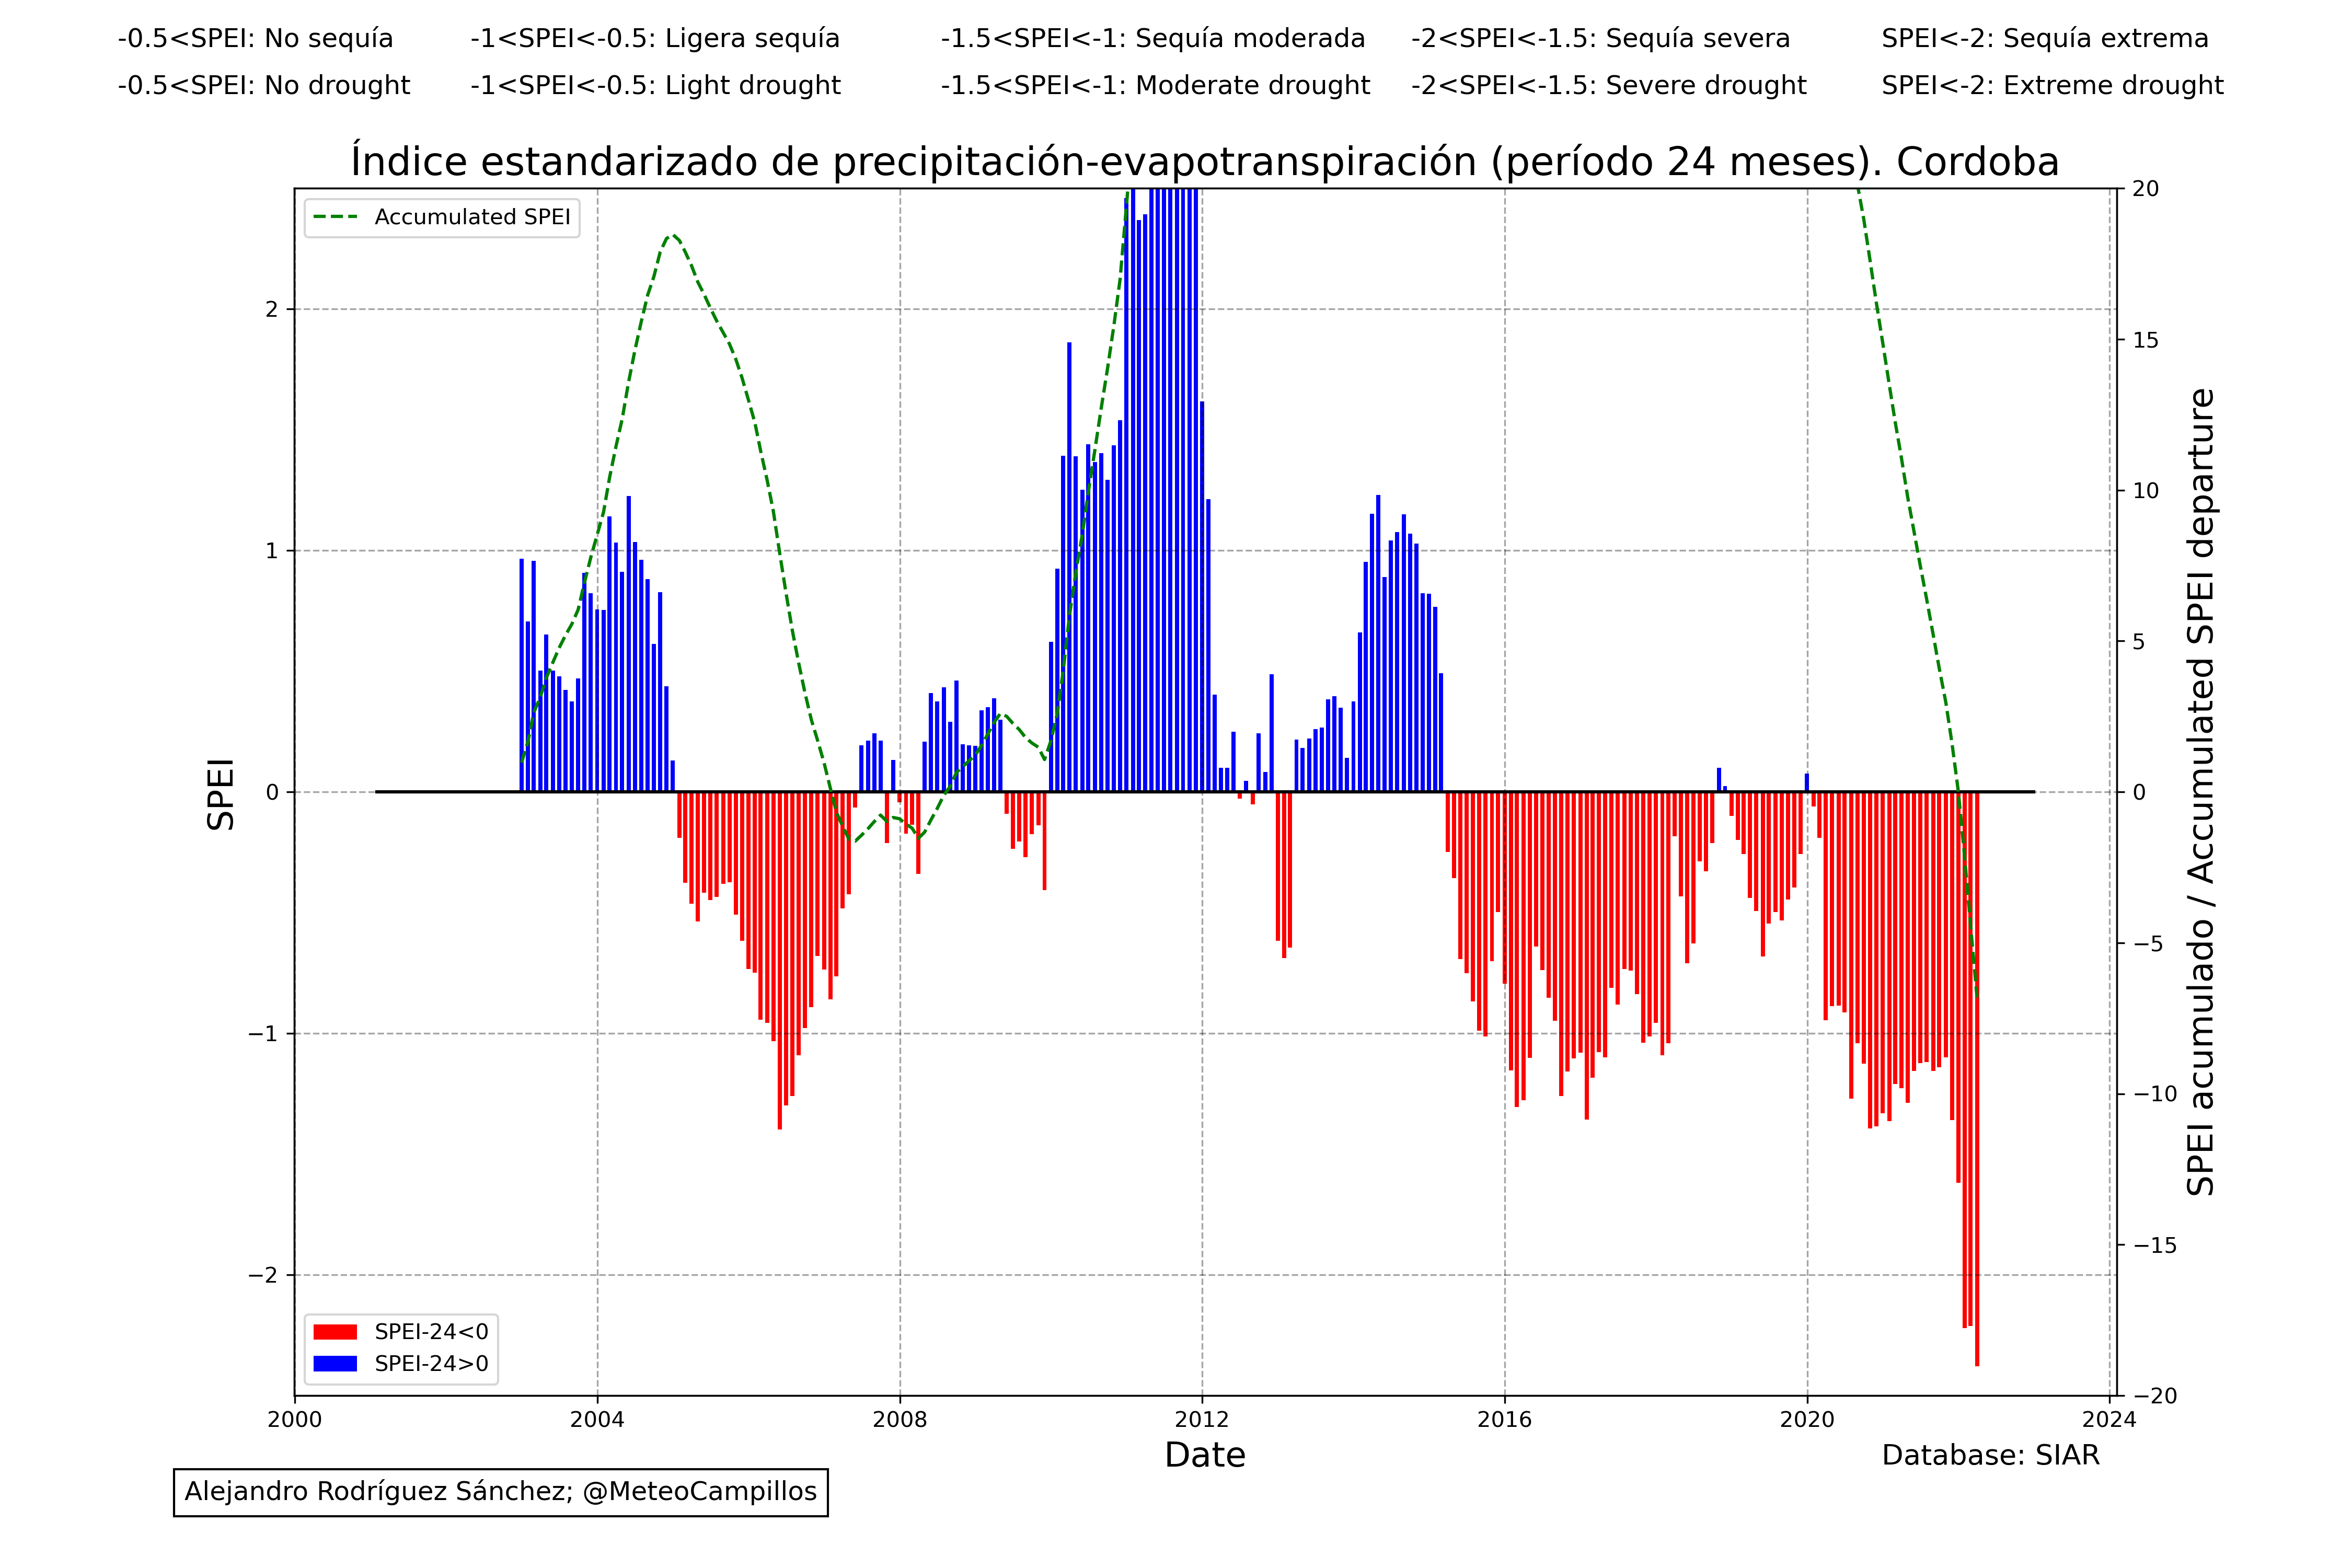 -0.5<SPEI: No sequía -1<SPEI<-0.5: Ligera sequía -1.5<SPEI<-1: Sequía moderada -2<SPEI<-1.5: Sequía severa SPEI<-2: Sequía extrema
-0.5<SPEI: No drought -1<SPEI<-0.5: Light drought -1.5<SPEI<-1: Moderate drought -2<SPEI<-1.5: Severe drought SPEI<-2: Extreme drought
Índice estandarizado de precipitación-evapotranspiración (período 24 meses). Cordoba
Accumulated SPEI
2
1
0
−1
−2
SPEI
20
15
10
5
0
−5
−10
−15
−20
SPEI acumulado / Accumulated SPEI departure
SPEI-24<0
SPEI-24>0
2000 2004 2008 2012 2016 2020 2024
Date
Database: SIAR
Alejandro Rodríguez Sánchez; @MeteoCampillos